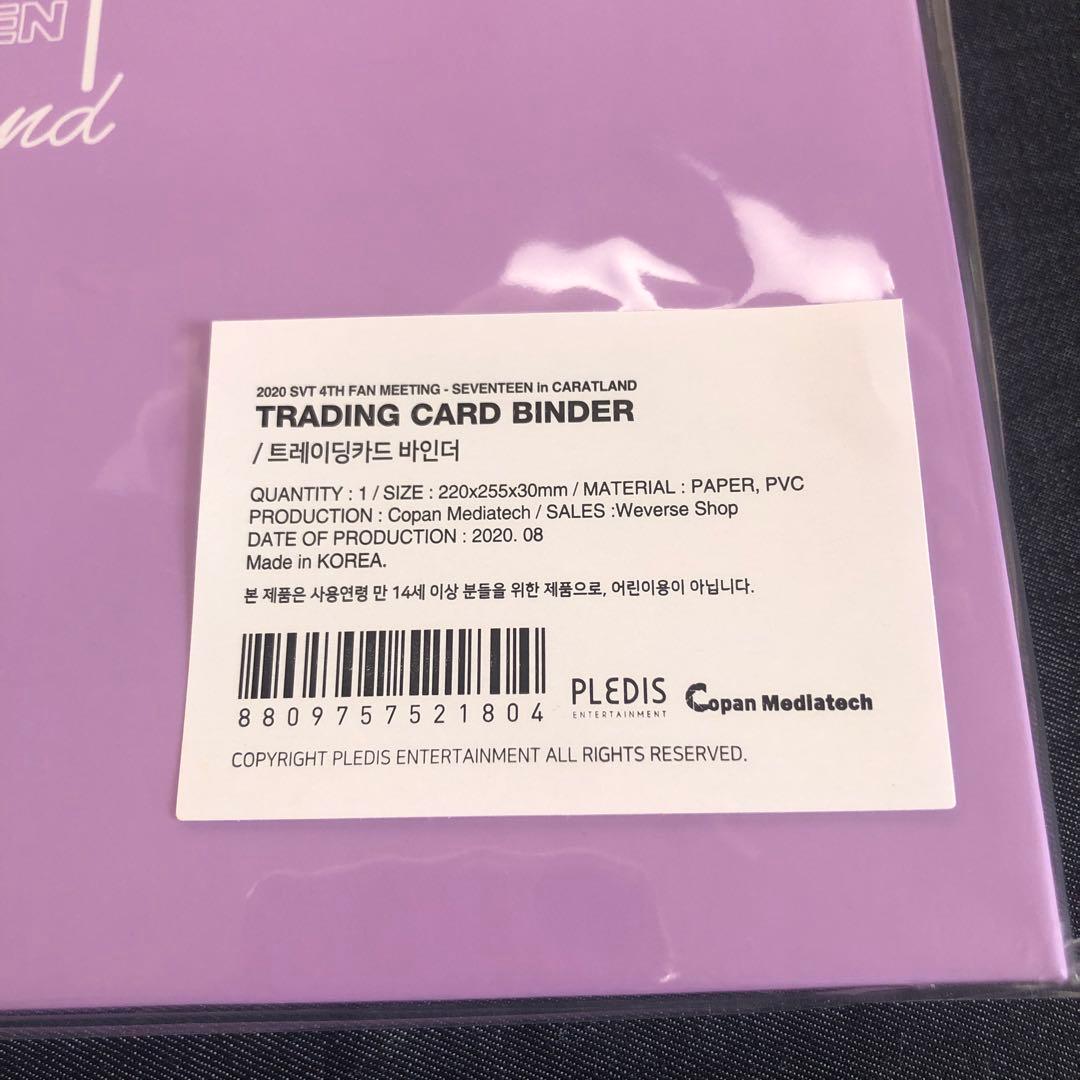 EN
nd
2020 SVT 4TH FAN MEETING - SEVENTEEN in CARATLAND
TRADING CARD BINDER
/ 트레이딩카드 바인더
QUANTITY : 1 / SIZE : 220x255x30mm / MATERIAL : PAPER, PVC
PRODUCTION : Copan Mediatech / SALES :Weverse Shop
DATE OF PRODUCTION : 2020. 08
Made in KOREA.
본 제품은 사용연령 만 14세 이상 분들을 위한 제품으로, 어린이용이 아닙니다.
8809757521804
PLEDIS
ENTERTAINMENT
Copan Mediatech
COPYRIGHT PLEDIS ENTERTAINMENT ALL RIGHTS RESERVED.